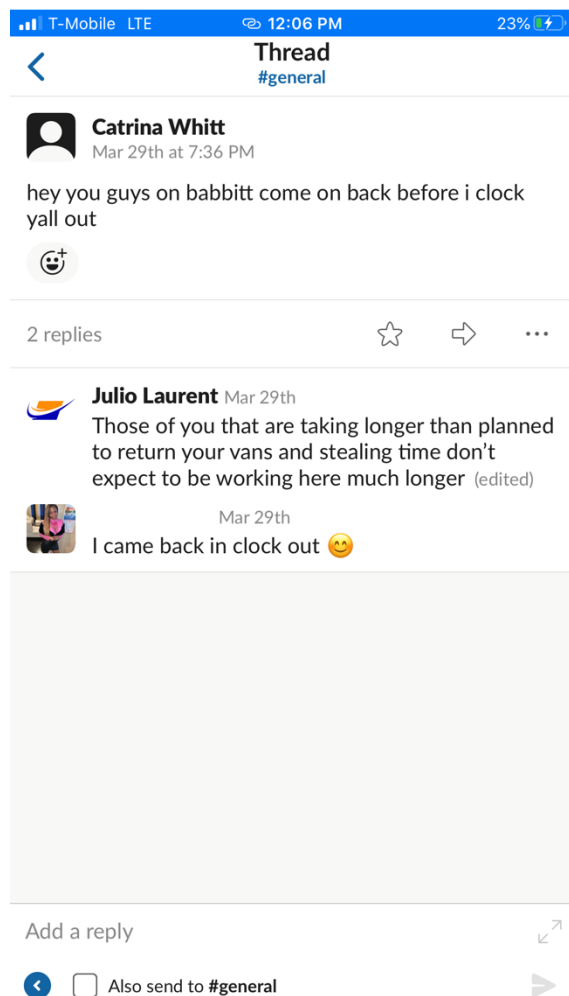 T-Mobile LTE 12:06 PM 23%
Thread
#general
Catrina Whitt
Mar 29th at 7:36 PM
hey you guys on babbitt come on back before i clock
yall out
2 replies
Julio Laurent Mar 29th
Those of you that are taking longer than planned
to return your vans and stealing time don’t
expect to be working here much longer (edited)
Mar 29th
I came back in clock out 😊
Add a reply
Also send to #general